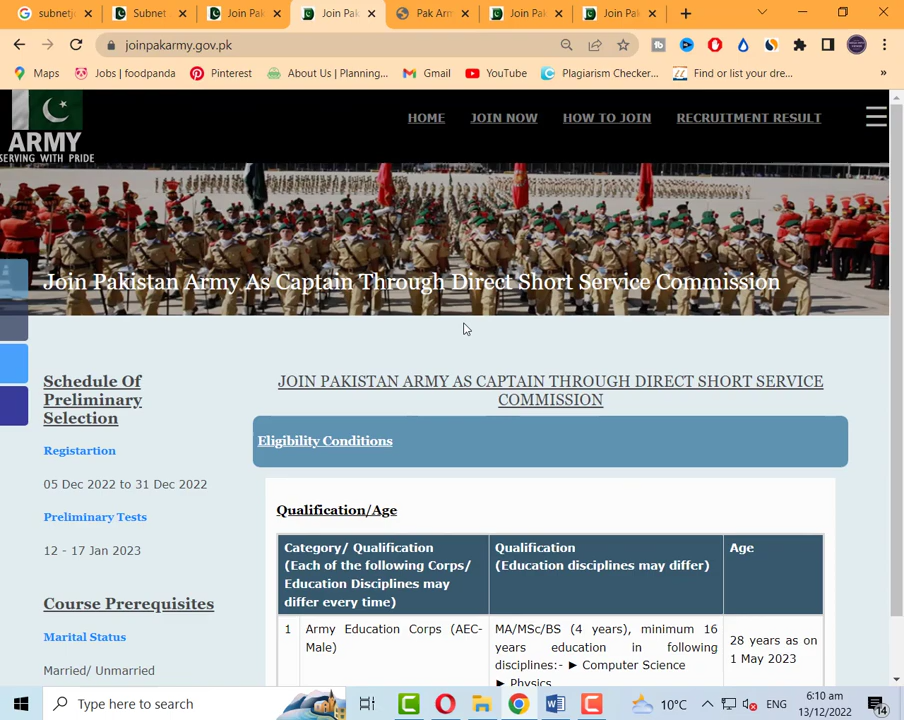 subnetj
Subnet
Join Pak
Join Pak
Pak Arm
Join Pak
Join Pak
joinpakarmy.gov.pk
Maps
Jobs | foodpanda
Pinterest
About Us | Planning...
Gmail
YouTube
Plagiarism Checker...
Find or list your dre...
»
ARMY
SERVING WITH PRIDE
HOME
JOIN NOW
HOW TO JOIN
RECRUITMENT RESULT
Join Pakistan Army As Captain Through Direct Short Service Commission
Schedule Of
Preliminary
Selection
Registartion
05 Dec 2022 to 31 Dec 2022
Preliminary Tests
12 - 17 Jan 2023
Course Prerequisites
Marital Status
Married/ Unmarried
JOIN PAKISTAN ARMY AS CAPTAIN THROUGH DIRECT SHORT SERVICE
COMMISSION
Eligibility Conditions
Qualification/Age
Category/ Qualification
(Each of the following Corps/
Education Disciplines may
differ every time)
Qualification
(Education disciplines may differ)
Age
1
Army Education Corps (AEC-
Male)
MA/MSc/BS (4 years), minimum 16
years education in following
disciplines:- ► Computer Science
► Physics
28 years as on
1 May 2023
Type here to search
10°C
ENG
6:10 am
13/12/2022
14